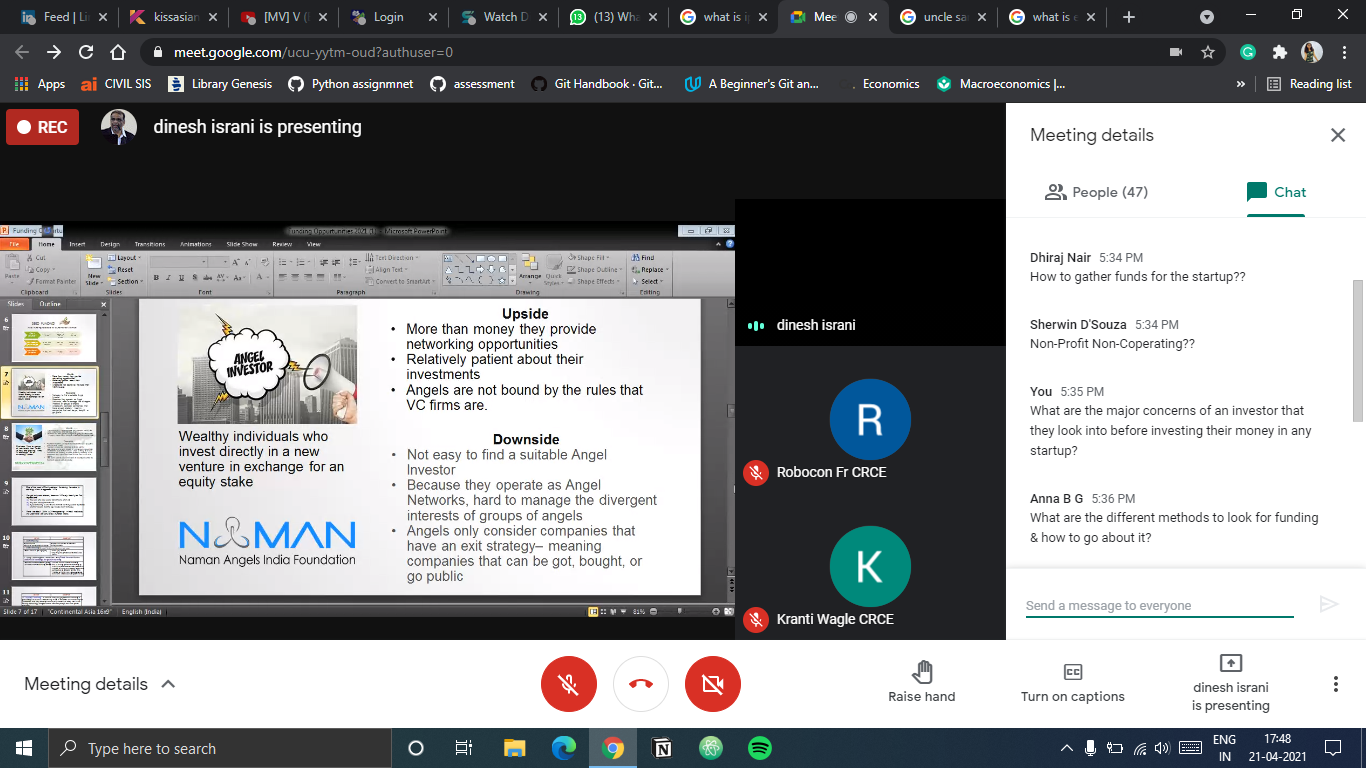 Feed | Li
kissasian
[MV] V (
Login
Watch D
(13) Wha
what is i
Mee
uncle sa
what is e
meet.google.com/ucu-yytm-oud?authuser=0
Apps
ai CIVIL SIS
Library Genesis
Python assignmnet
assessment
Git Handbook · Git...
A Beginner's Git an...
Economics
Macroeconomics |...
»
Reading list
REC
dinesh israni is presenting
File Home Insert Design Transitions Animations Slide Show Review View
Cut
Copy
Format Painter
Paste
Clipboard
New
Slide
Layout
Reset
Section
Slides
Font
Paragraph
Text Direction
Align Text
Convert to SmartArt
Arrange
Quick
Styles
Shape Fill
Shape Outline
Shape Effects
Drawing
Find
Replace
Select
Editing
Slides Outline
6
7
8
9
10
11
ANGEL
INVESTOR
Wealthy individuals who
invest directly in a new
venture in exchange for an
equity stake
NAMAN
Naman Angels India Foundation
Upside
• More than money they provide
networking opportunities
• Relatively patient about their
investments
• Angels are not bound by the rules that
VC firms are.
Downside
• Not easy to find a suitable Angel
Investor
• Because they operate as Angel
Networks, hard to manage the divergent
interests of groups of angels
• Angels only consider companies that
have an exit strategy– meaning
companies that can be got, bought, or
go public
Slide 7 of 17 "Continental Asia 16x9" English (India) 81%
dinesh israni
R
Robocon Fr CRCE
K
Kranti Wagle CRCE
Meeting details
People (47)
Chat
Dhiraj Nair 5:34 PM
How to gather funds for the startup??
Sherwin D'Souza 5:34 PM
Non-Profit Non-Coperating??
You 5:35 PM
What are the major concerns of an investor that
they look into before investing their money in any
startup?
Anna B G 5:36 PM
What are the different methods to look for funding
& how to go about it?
Send a message to everyone
Meeting details
Raise hand
Turn on captions
dinesh israni
is presenting
Type here to search
ENG
IN
17:48
21-04-2021